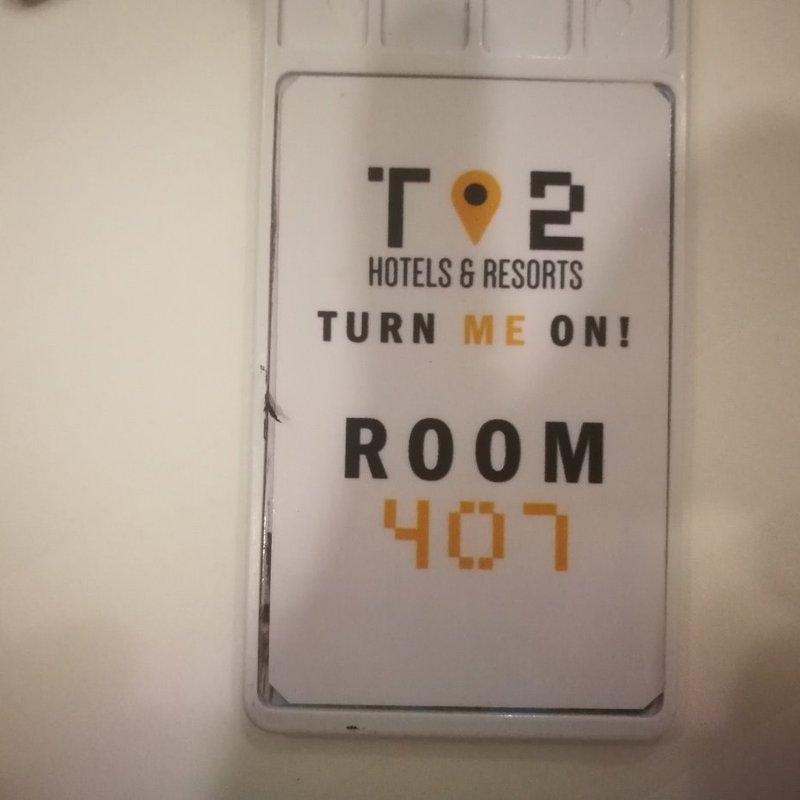 T 2
HOTELS & RESORTS
TURN ME ON!
ROOM
407